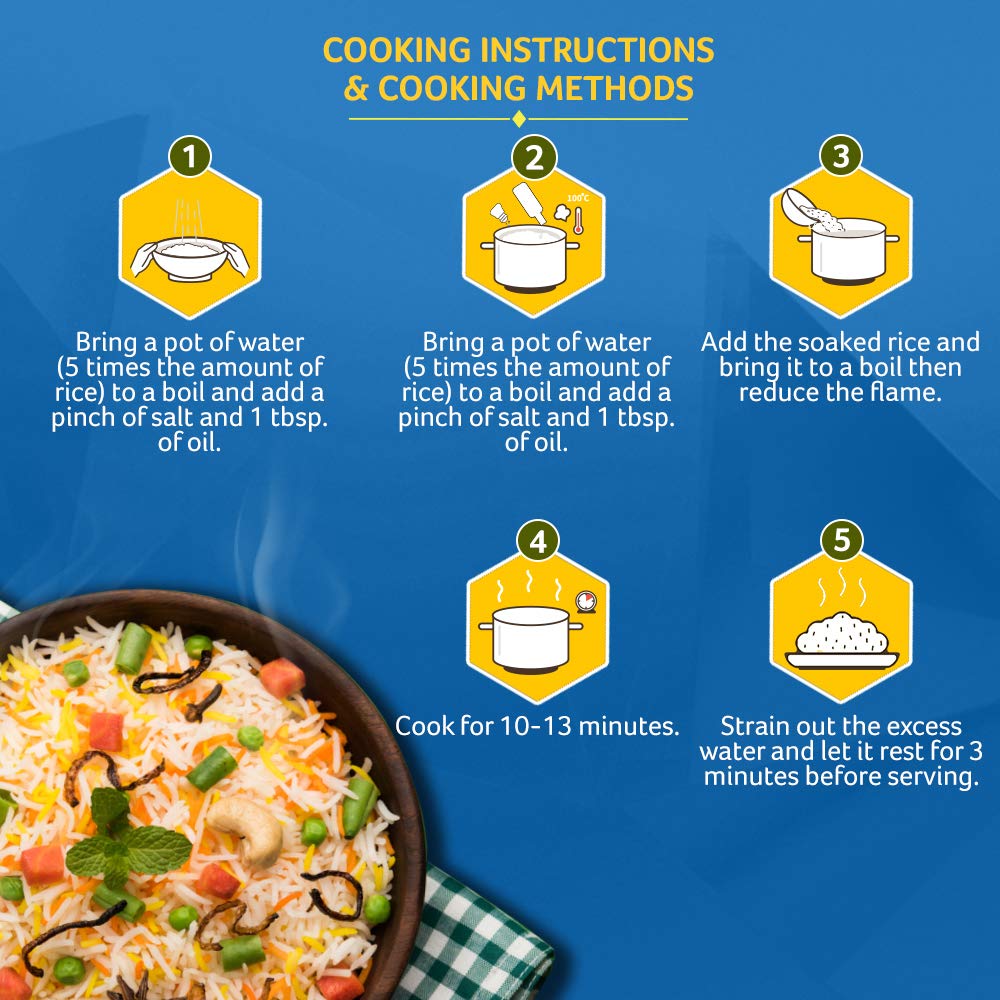 COOKING INSTRUCTIONS
& COOKING METHODS
1
Bring a pot of water
(5 times the amount of
rice) to a boil and add a
pinch of salt and 1 tbsp.
of oil.
2
100°C
Bring a pot of water
(5 times the amount of
rice) to a boil and add a
pinch of salt and 1 tbsp.
of oil.
3
Add the soaked rice and
bring it to a boil then
reduce the flame.
4
Cook for 10-13 minutes.
5
Strain out the excess
water and let it rest for 3
minutes before serving.